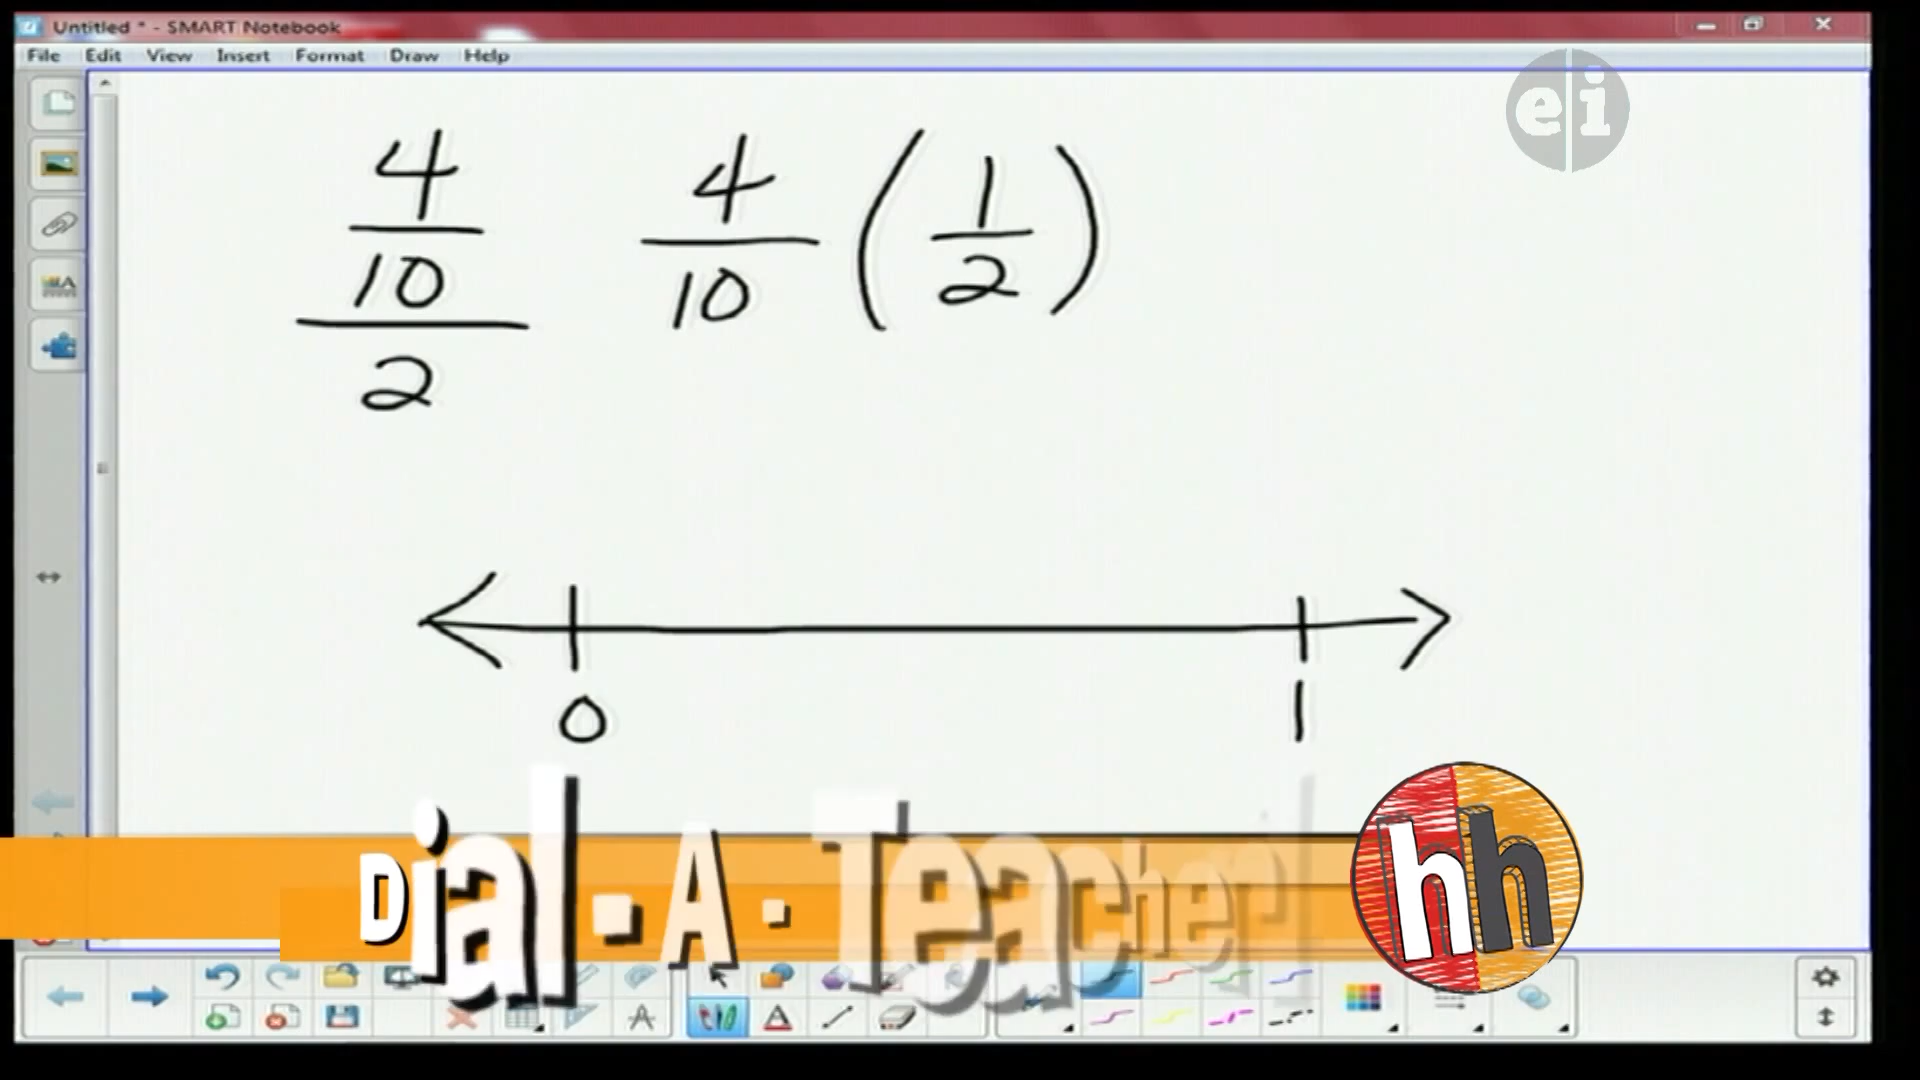 Untitled * - SMART Notebook
File Edit View Insert Format Draw Help
ei
4/10/2 4/10 (1/2)
0 1
Dial-A-Teacher
hh